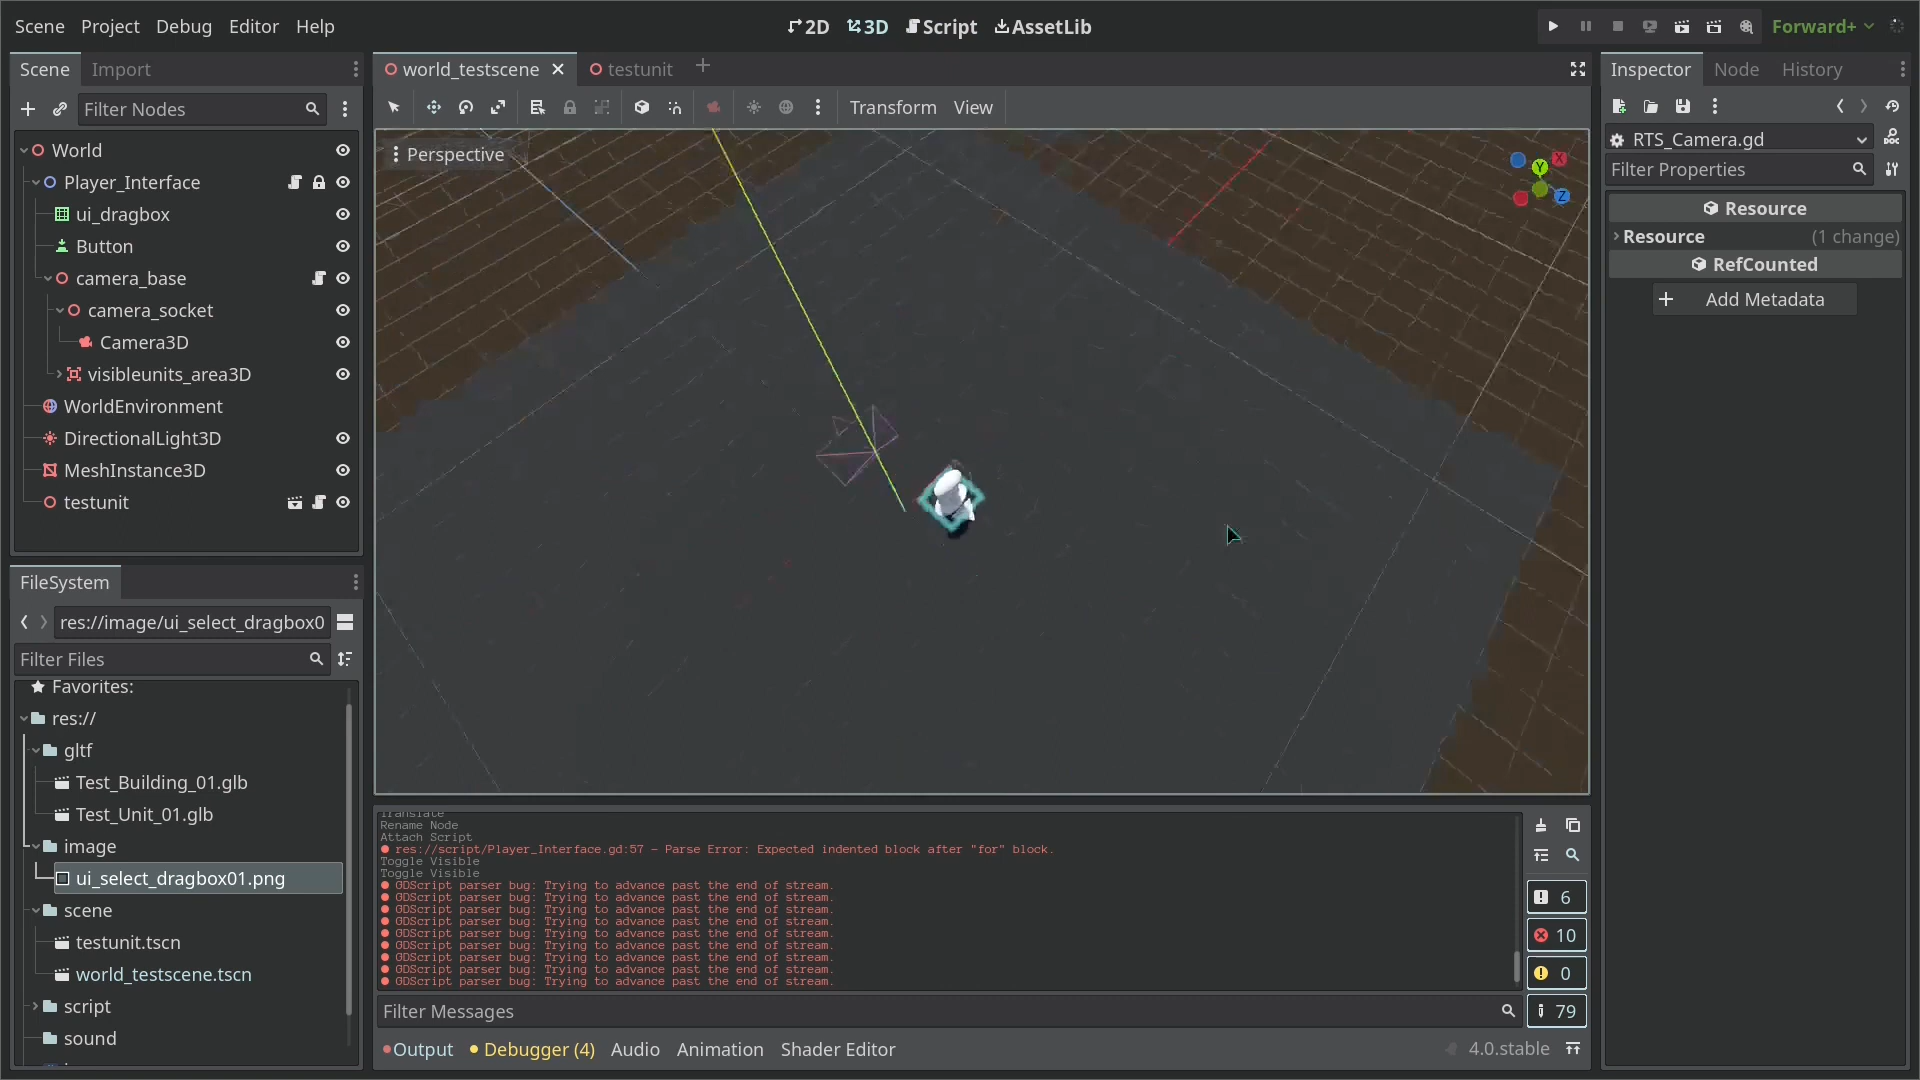 Scene Project Debug Editor Help
2D 3D Script AssetLib
Forward+
Scene Import
world_testscene testunit
Inspector Node History
Filter Nodes
Transform View
RTS_Camera.gd
Filter Properties
World
Perspective
X
Y
Z
Player_Interface
ui_dragbox
Resource
Resource (1 change)
Button
RefCounted
camera_base
Add Metadata
camera_socket
Camera3D
visibleunits_area3D
WorldEnvironment
DirectionalLight3D
MeshInstance3D
testunit
FileSystem
res://image/ui_select_dragbox0
Filter Files
Favorites:
res://
gltf
Test_Building_01.glb
Test_Unit_01.glb
image
ui_select_dragbox01.png
scene
testunit.tscn
world_testscene.tscn
script
sound
Translate
Rename Node
Attach Script
res://script/Player_Interface.gd:57 - Parse Error: Expected indented block after "for" block.
Toggle Visible
Toggle Visible
GDScript parser bug: Trying to advance past the end of stream.
GDScript parser bug: Trying to advance past the end of stream.
GDScript parser bug: Trying to advance past the end of stream.
GDScript parser bug: Trying to advance past the end of stream.
GDScript parser bug: Trying to advance past the end of stream.
GDScript parser bug: Trying to advance past the end of stream.
GDScript parser bug: Trying to advance past the end of stream.
GDScript parser bug: Trying to advance past the end of stream.
GDScript parser bug: Trying to advance past the end of stream.
6
10
0
79
Filter Messages
Output Debugger (4) Audio Animation Shader Editor
4.0.stable